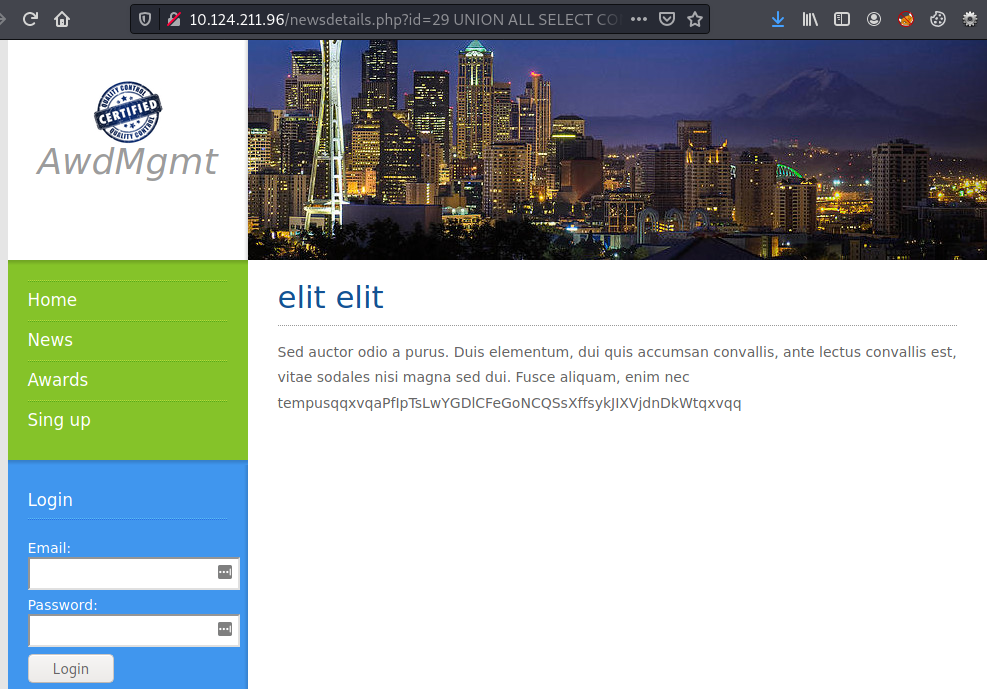 10.124.211.96/newsdetails.php?id=29 UNION ALL SELECT CO
QUALITY CONTROL
CERTIFIED
QUALITY CONTROL
AwdMgmt
Home
News
Awards
Sing up
Login
Email:
Password:
Login
elit elit
Sed auctor odio a purus. Duis elementum, dui quis accumsan convallis, ante lectus convallis est,
vitae sodales nisi magna sed dui. Fusce aliquam, enim nec
tempusqqxvqaPfIpTsLwYGDlCFeGoNCQSsXffsykJIXVjdnDkWtqxvqq